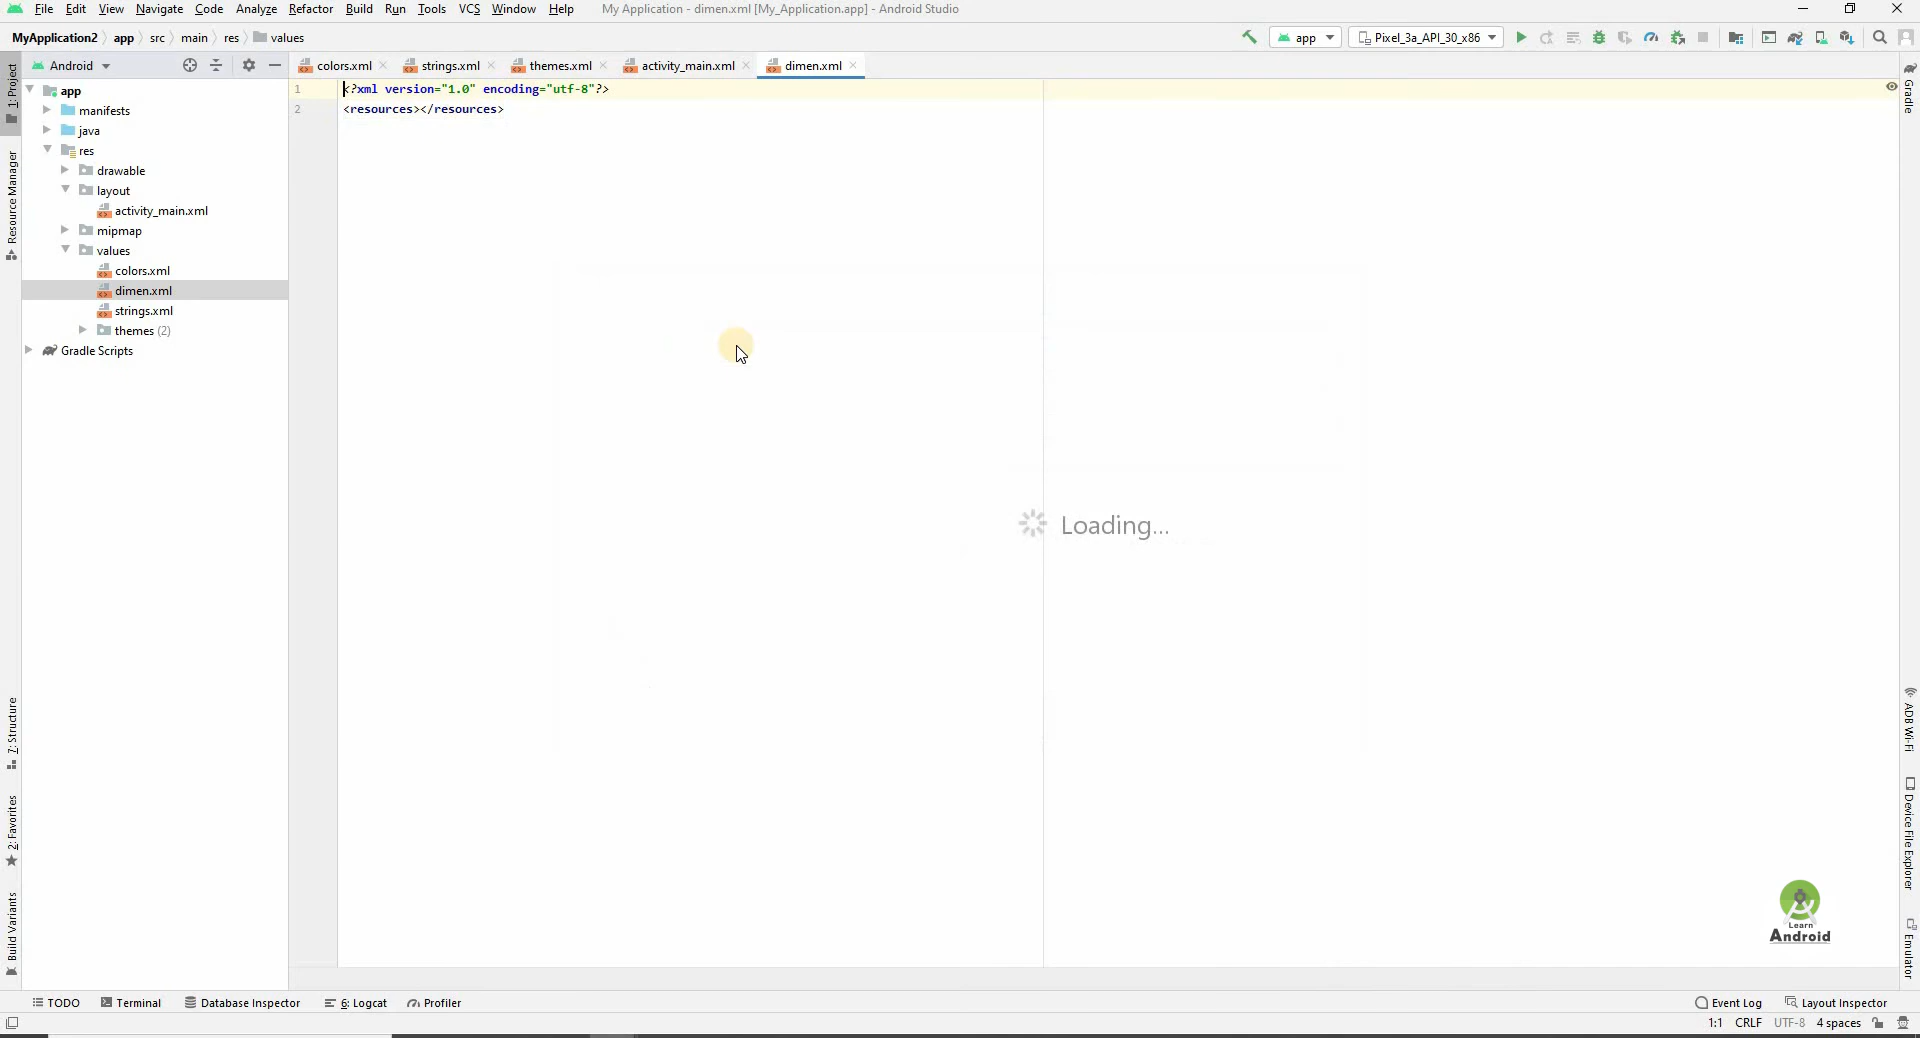 File Edit View Navigate Code Analyze Refactor Build Run Tools VCS Window Help My Application - dimen.xml [My_Application.app] - Android Studio
MyApplication2 app src main res values app Pixel_3a_API_30_x86
Android colors.xml strings.xml themes.xml activity_main.xml dimen.xml
1 <?xml version="1.0" encoding="utf-8"?>
2 <resources></resources>
app
manifests
java
res
drawable
layout
activity_main.xml
mipmap
values
colors.xml
dimen.xml
strings.xml
themes (2)
Gradle Scripts
1: Project
Resource Manager
7: Structure
2: Favorites
Build Variants
Loading...
Gradle
ADB Wi-Fi
Device File Explorer
Emulator
Learn
Android
TODO Terminal Database Inspector 6: Logcat Profiler Event Log Layout Inspector
1:1 CRLF UTF-8 4 spaces